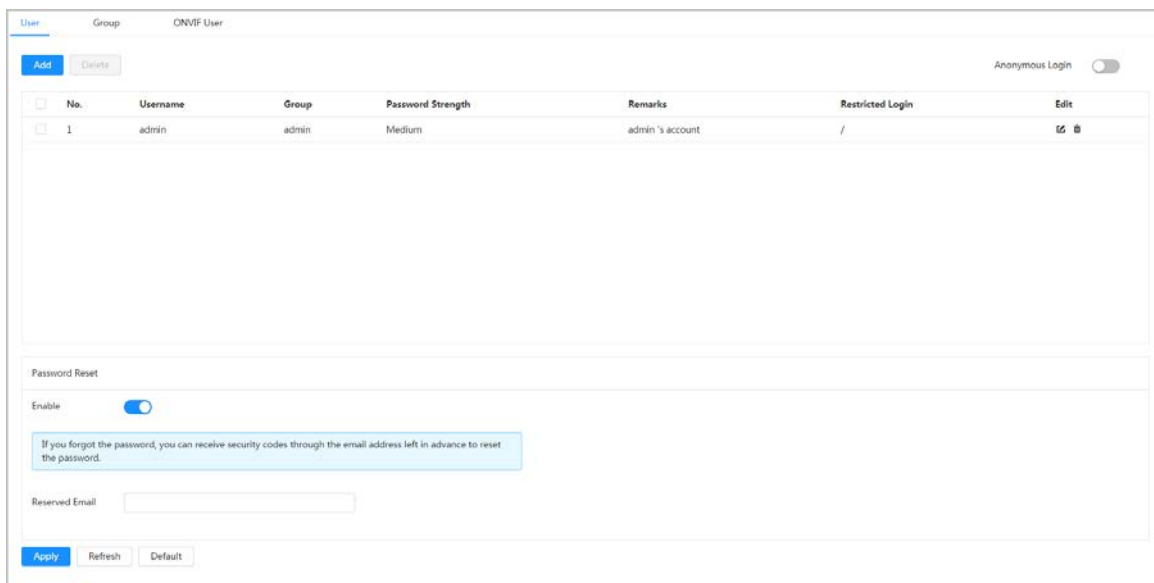 User Group ONVIF User
Add Delete Anonymous Login
No. Username Group Password Strength Remarks Restricted Login Edit
1 admin admin Medium admin 's account /
Password Reset
Enable
If you forgot the password, you can receive security codes through the email address left in advance to reset
the password.
Reserved Email
Apply Refresh Default